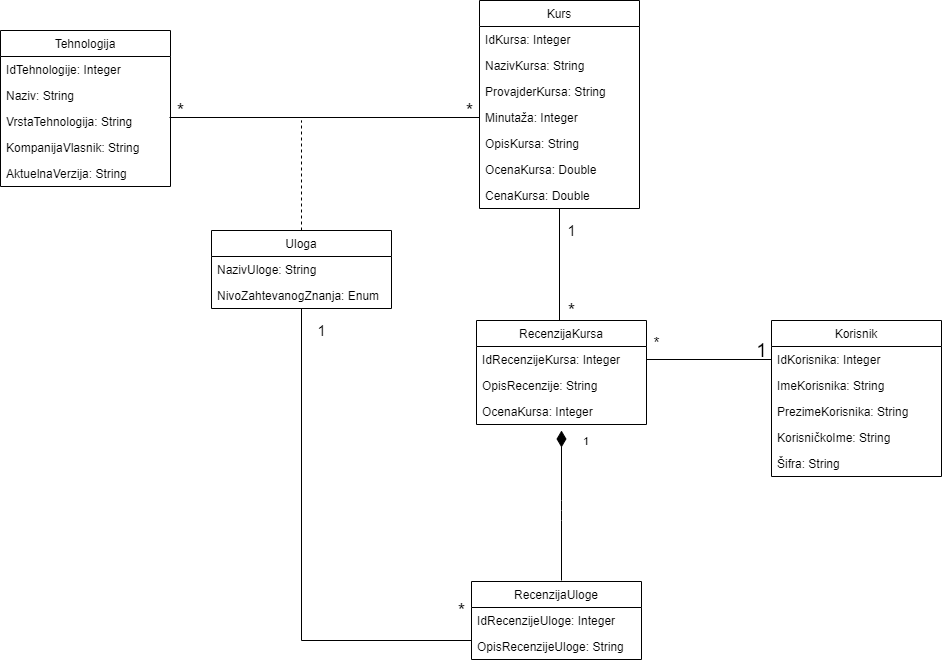 Tehnologija
IdTehnologije: Integer
Naziv: String
VrstaTehnologija: String
KompanijaVlasnik: String
AktuelnaVerzija: String
*
*
Kurs
IdKursa: Integer
NazivKursa: String
ProvajderKursa: String
Minutaža: Integer
OpisKursa: String
OcenaKursa: Double
CenaKursa: Double
1
*
Uloga
NazivUloge: String
NivoZahtevanogZnanja: Enum
1
RecenzijaKursa
IdRecenzijeKursa: Integer
OpisRecenzije: String
OcenaKursa: Integer
*
1
Korisnik
IdKorisnika: Integer
ImeKorisnika: String
PrezimeKorisnika: String
KorisničkoIme: String
Šifra: String
1
*
RecenzijaUloge
IdRecenzijeUloge: Integer
OpisRecenzijeUloge: String